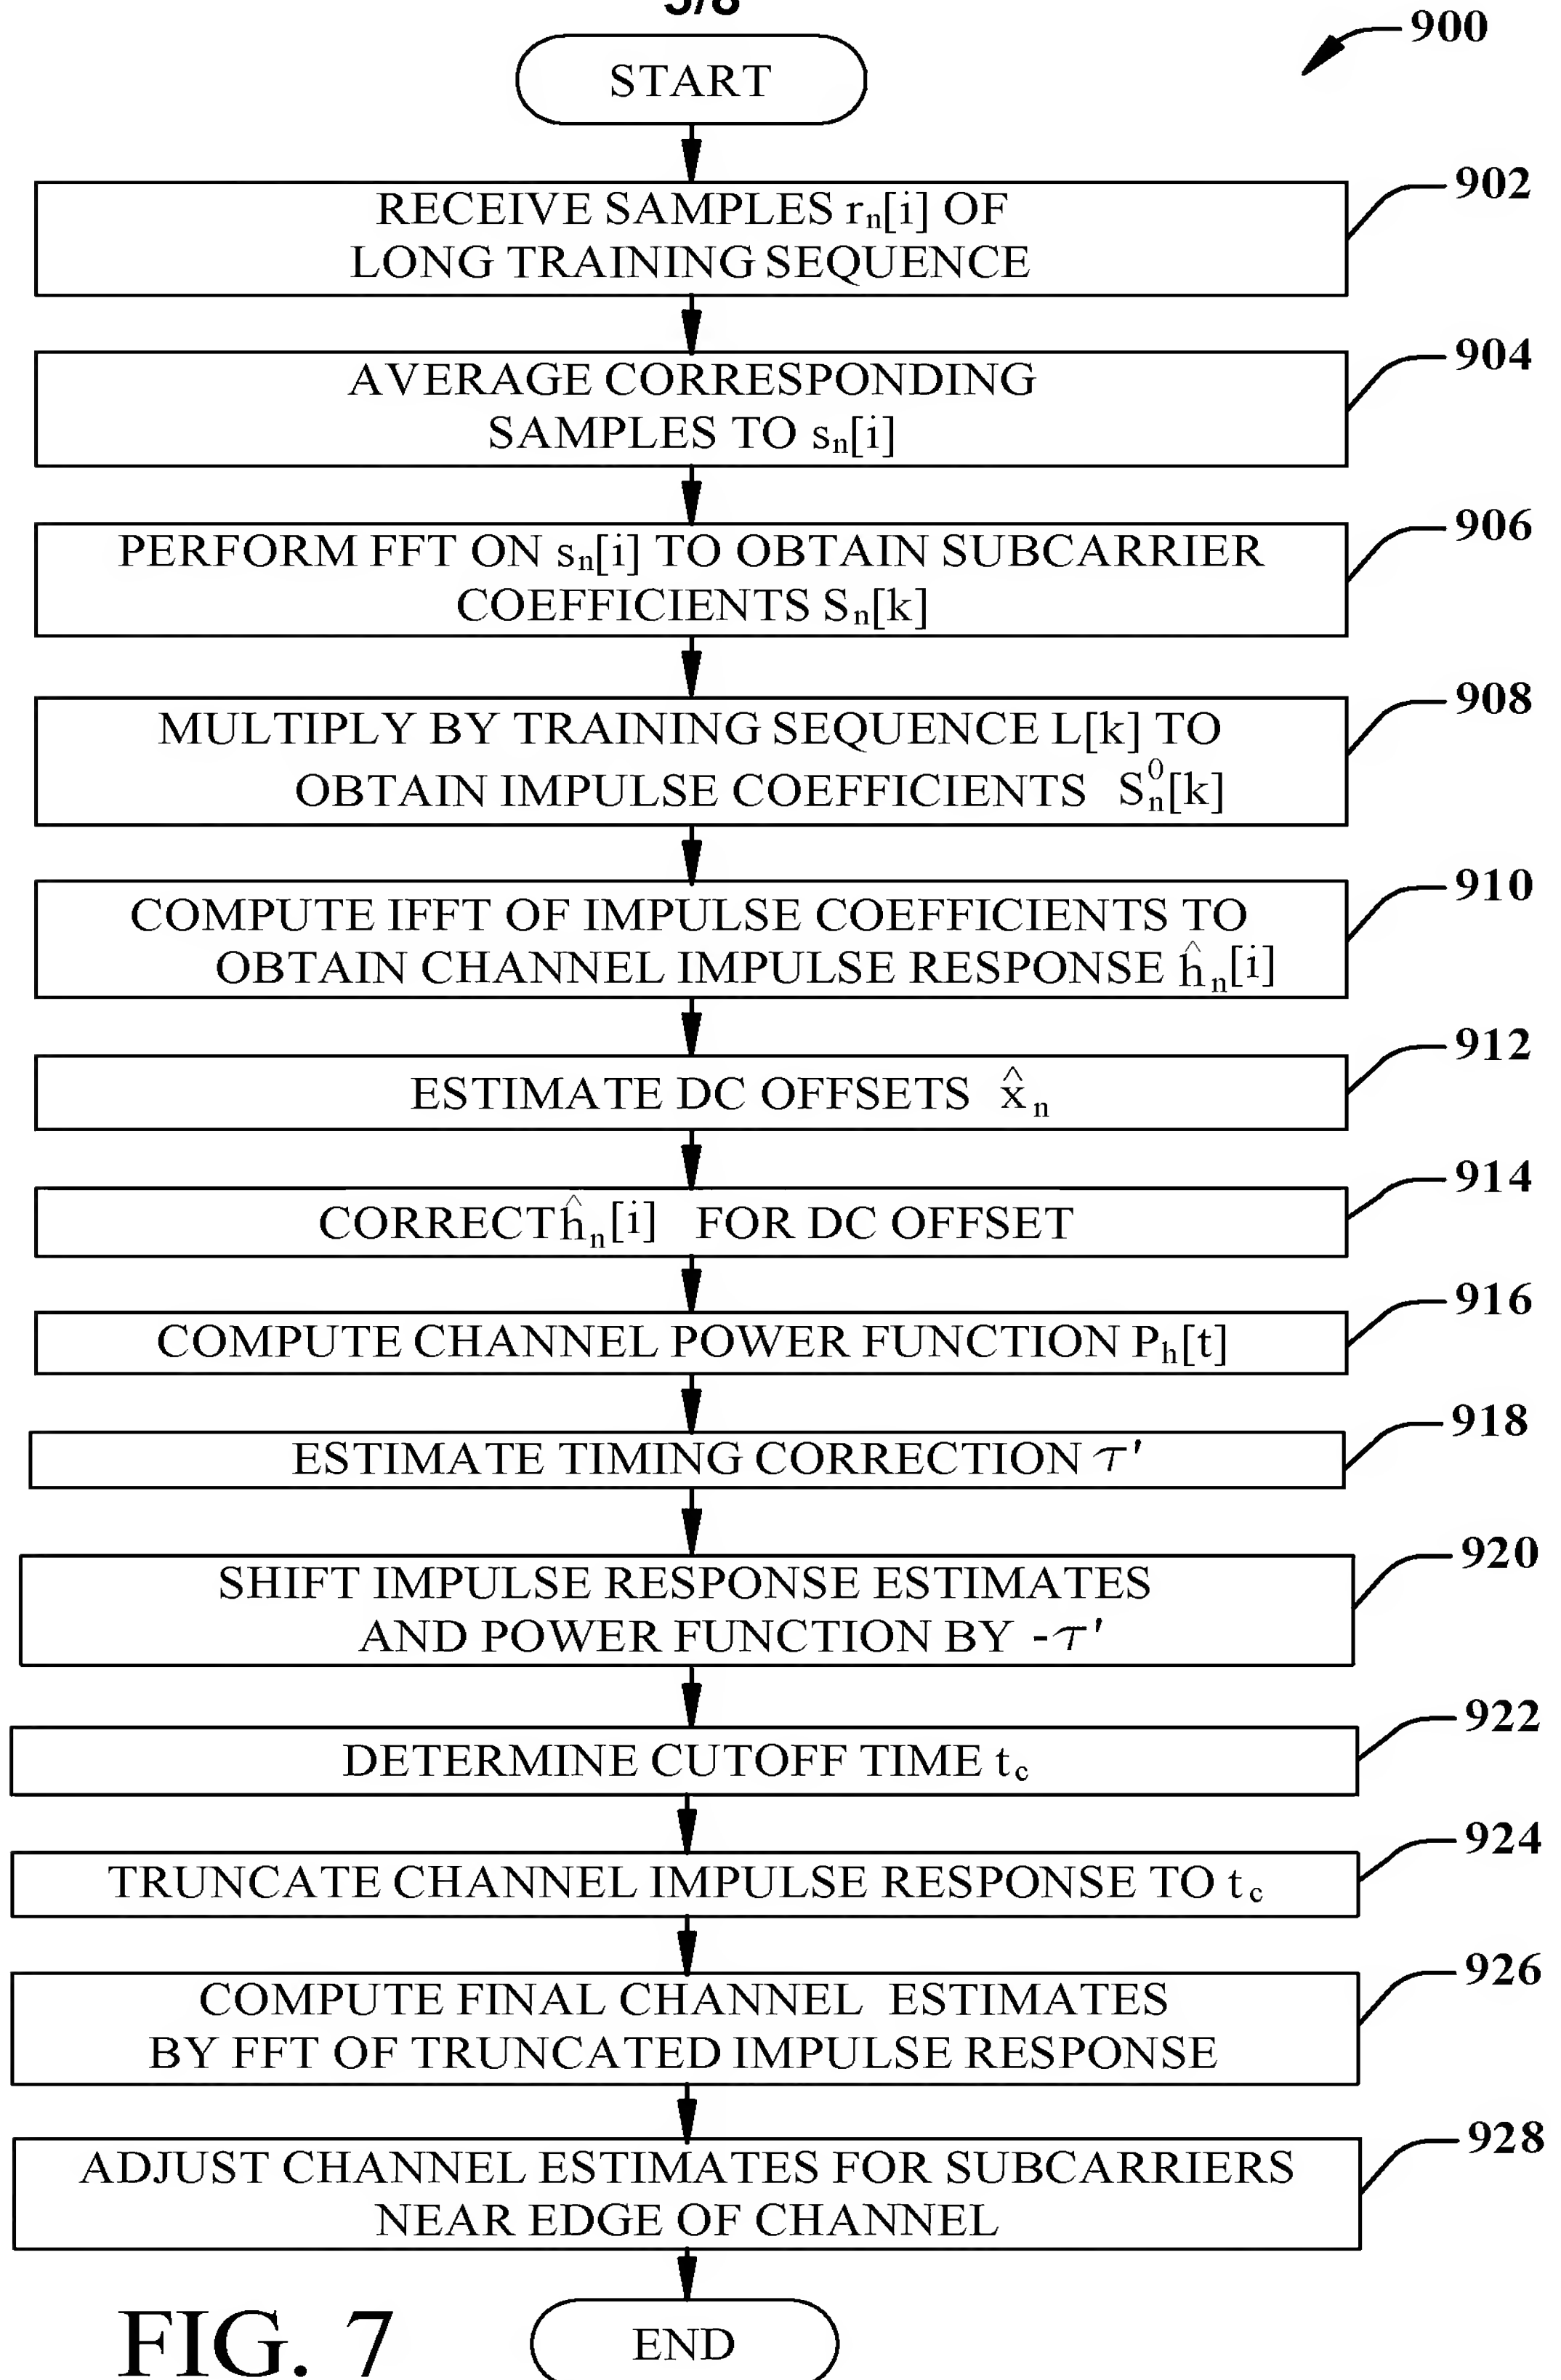 5/8
900
START
RECEIVE SAMPLES rₙ[i] OF
LONG TRAINING SEQUENCE
902
AVERAGE CORRESPONDING
SAMPLES TO sₙ[i]
904
PERFORM FFT ON sₙ[i] TO OBTAIN SUBCARRIER
COEFFICIENTS Sₙ[k]
906
MULTIPLY BY TRAINING SEQUENCE L[k] TO
OBTAIN IMPULSE COEFFICIENTS Sₙ⁰[k]
908
COMPUTE IFFT OF IMPULSE COEFFICIENTS TO
OBTAIN CHANNEL IMPULSE RESPONSE ĥₙ[i]
910
ESTIMATE DC OFFSETS x̂ₙ
912
CORRECT ĥₙ[i] FOR DC OFFSET
914
COMPUTE CHANNEL POWER FUNCTION Pₕ[t]
916
ESTIMATE TIMING CORRECTION τ'
918
SHIFT IMPULSE RESPONSE ESTIMATES
AND POWER FUNCTION BY -τ'
920
DETERMINE CUTOFF TIME t_c
922
TRUNCATE CHANNEL IMPULSE RESPONSE TO t_c
924
COMPUTE FINAL CHANNEL ESTIMATES
BY FFT OF TRUNCATED IMPULSE RESPONSE
926
ADJUST CHANNEL ESTIMATES FOR SUBCARRIERS
NEAR EDGE OF CHANNEL
928
END
FIG. 7